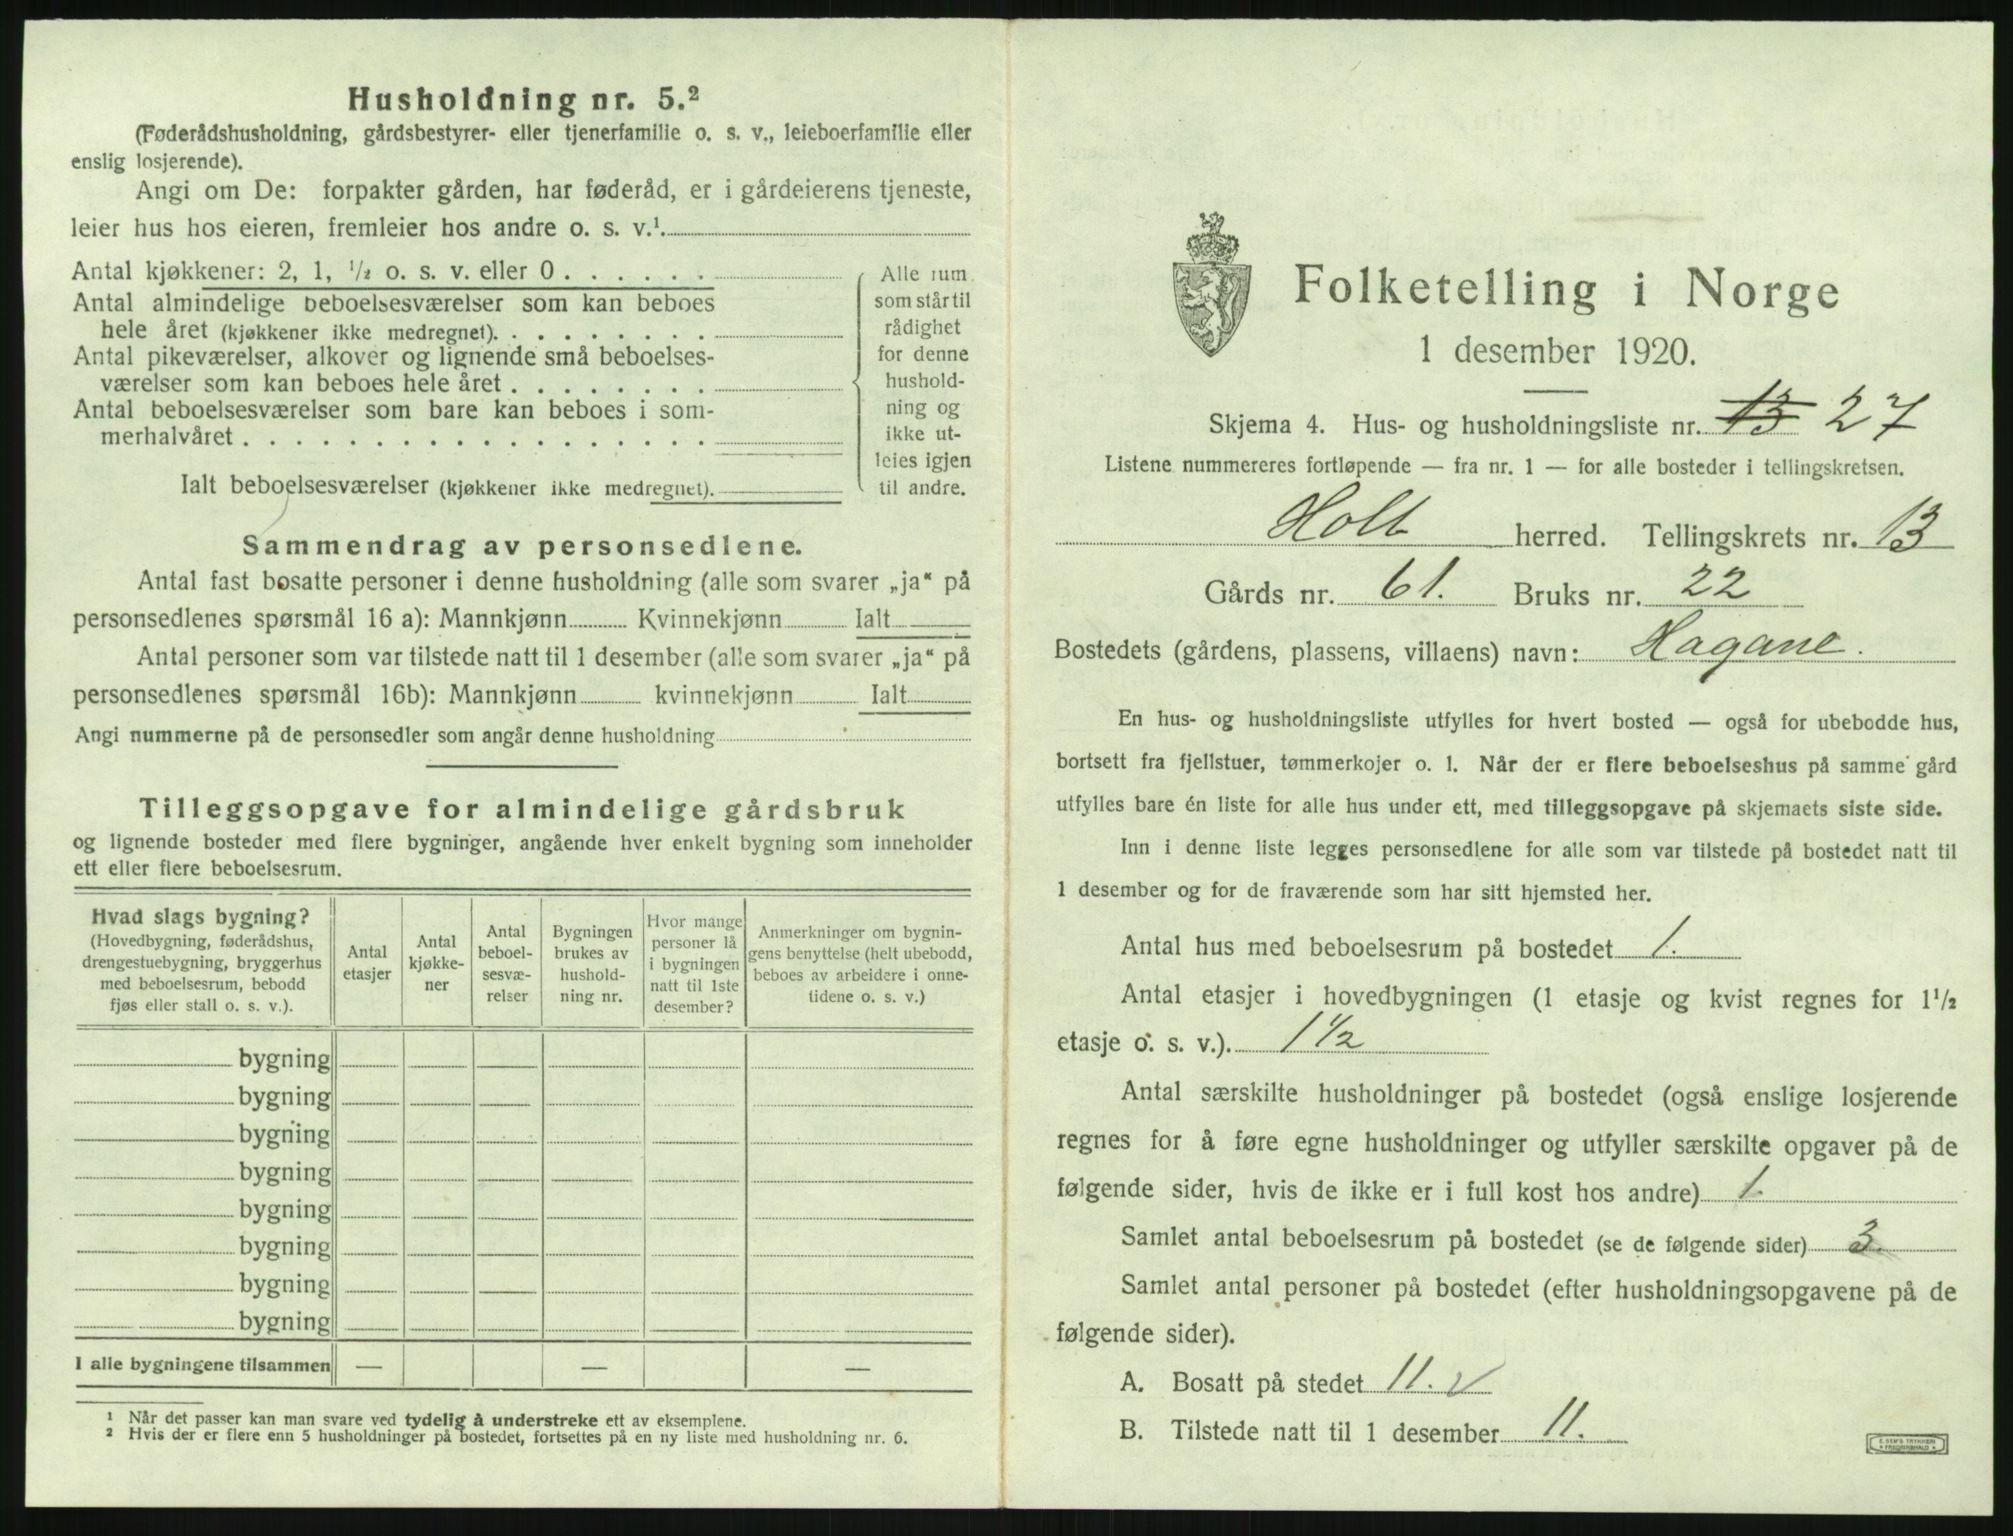 Husholdning nr. 5.²
(Føderådshusholdning, gårdsbestyrer- eller tjenerfamilie o. s. v., leieboerfamilie eller
enslig losjerende).
Angi om De: forpakter gården, har føderåd, er i gårdeierens tjeneste,
leier hus hos eieren, fremleier hos andre o. s. v.¹
Antal kjøkkener: 2, 1, ½ o. s. v. eller 0 . . . . . .
Antal almindelige beboelsesværelser som kan beboes
hele året (kjøkkener ikke medregnet). . . . . . . . .
Antal pikeværelser, alkover og lignende små beboelses-
værelser som kan beboes hele året . . . . . . . .
Antal beboelsesværelser som bare kan beboes i som-
merhalvåret . . . . . . . . . . . . . . . . . .
Ialt beboelsesværelser (kjøkkener ikke medregnet).
Alle rum
som står til
rådighet
for denne
hushold-
ning og
ikke ut-
leies igjen
til andre.
Sammendrag av personsedlene.
Antal fast bosatte personer i denne husholdning (alle som svarer „ja“ på
personsedlenes spørsmål 16 a): Mannkjønn Kvinnekjønn Ialt
Antal personer som var tilstede natt til 1 desember (alle som svarer „ja“ på
personsedlenes spørsmål 16b): Mannkjønn kvinnekjønn Ialt
Angi nummerne på de personsedler som angår denne husholdning
Tilleggsopgave for almindelige gårdsbruk
og lignende bosteder med flere bygninger, angående hver enkelt bygning som inneholder
ett eller flere beboelsesrum.
Hvad slags bygning?
(Hovedbygning, føderådshus,
drengestuebygning, bryggerhus
med beboelsesrum, bebodd
fjøs eller stall o. s. v.).
Antal
etasjer
Antal
kjøkke-
ner
Antal
beboel-
sesvæ-
relser
Bygningen
brukes av
hushold-
ning nr.
Hvor mange
personer lå
i bygningen
natt til 1ste
desember?
Anmerkninger om bygnin-
gens benyttelse (helt ubebodd,
beboes av arbeidere i onne-
tidene o. s. v.)
bygning
bygning
bygning
bygning
bygning
bygning
bygning
bygning
I alle bygningene tilsammen — — —
¹ Når det passer kan man svare ved tydelig å understreke ett av eksemplene.
² Hvis der er flere enn 5 husholdninger på bostedet, fortsettes på en ny liste med husholdning nr. 6.
Folketelling i Norge
1 desember 1920.
Skjema 4. Hus- og husholdningsliste nr. 13 27
Listene nummereres fortløpende — fra nr. 1 — for alle bosteder i tellingskretsen.
Holt herred. Tellingskrets nr. 13
Gårds nr. 61. Bruks nr. 22
Bostedets (gårdens, plassens, villaens) navn: Hagane.
En hus- og husholdningsliste utfylles for hvert bosted — også for ubebodde hus,
bortsett fra fjellstuer, tømmerkojer o. l. Når der er flere beboelseshus på samme gård
utfylles bare én liste for alle hus under ett, med tilleggsopgave på skjemaets siste side.
Inn i denne liste legges personsedlene for alle som var tilstede på bostedet natt til
1 desember og for de fraværende som har sitt hjemsted her.
Antal hus med beboelsesrum på bostedet 1.
Antal etasjer i hovedbygningen (1 etasje og kvist regnes for 1½
etasje o. s. v.). 1½
Antal særskilte husholdninger på bostedet (også enslige losjerende
regnes for å føre egne husholdninger og utfyller særskilte opgaver på de
følgende sider, hvis de ikke er i full kost hos andre) 1.
Samlet antal beboelsesrum på bostedet (se de følgende sider) 3.
Samlet antal personer på bostedet (efter husholdningsopgavene på de
følgende sider).
A. Bosatt på stedet 11. v
B. Tilstede natt til 1 desember 11.
E. SEM'S TRYKKERI
FREDRIKSHALD